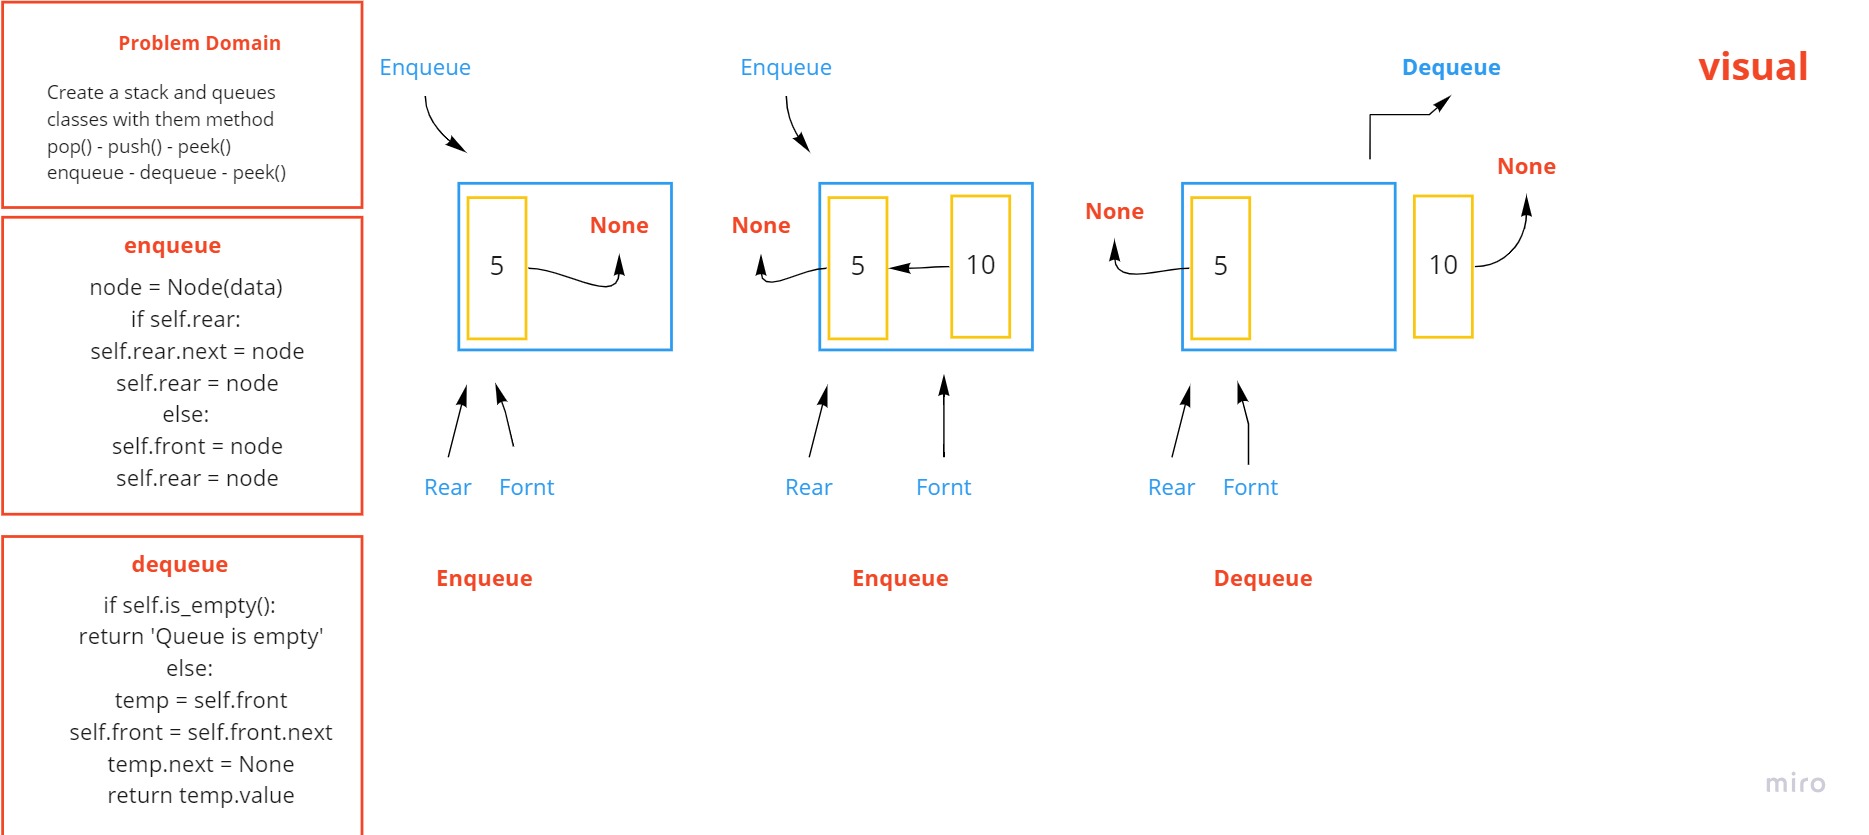 Problem Domain
Create a stack and queues
classes with them method
pop() - push() - peek()
enqueue - dequeue - peek()
enqueue
node = Node(data)
if self.rear:
self.rear.next = node
self.rear = node
else:
self.front = node
self.rear = node
dequeue
if self.is_empty():
return 'Queue is empty'
else:
temp = self.front
self.front = self.front.next
temp.next = None
return temp.value
visual
Enqueue
5
None
Rear
Fornt
Enqueue
Enqueue
None
5
10
Rear
Fornt
Enqueue
Dequeue
None
None
5
10
Rear
Fornt
Dequeue
miro